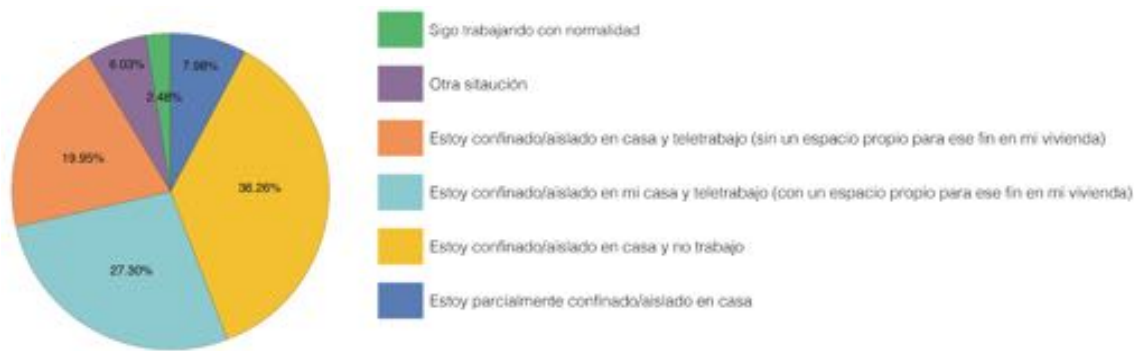 Sigo trabajando con normalidad
Otra sitaución
Estoy confinado/aislado en casa y teletrabajo (sin un espacio propio para ese fin en mi vivienda)
Estoy confinado/aislado en mi casa y teletrabajo (con un espacio propio para ese fin en mi vivienda)
Estoy confinado/aislado en casa y no trabajo
Estoy parcialmente confinado/aislado en casa
6.03%
7.98%
2.48%
19.95%
36.26%
27.30%